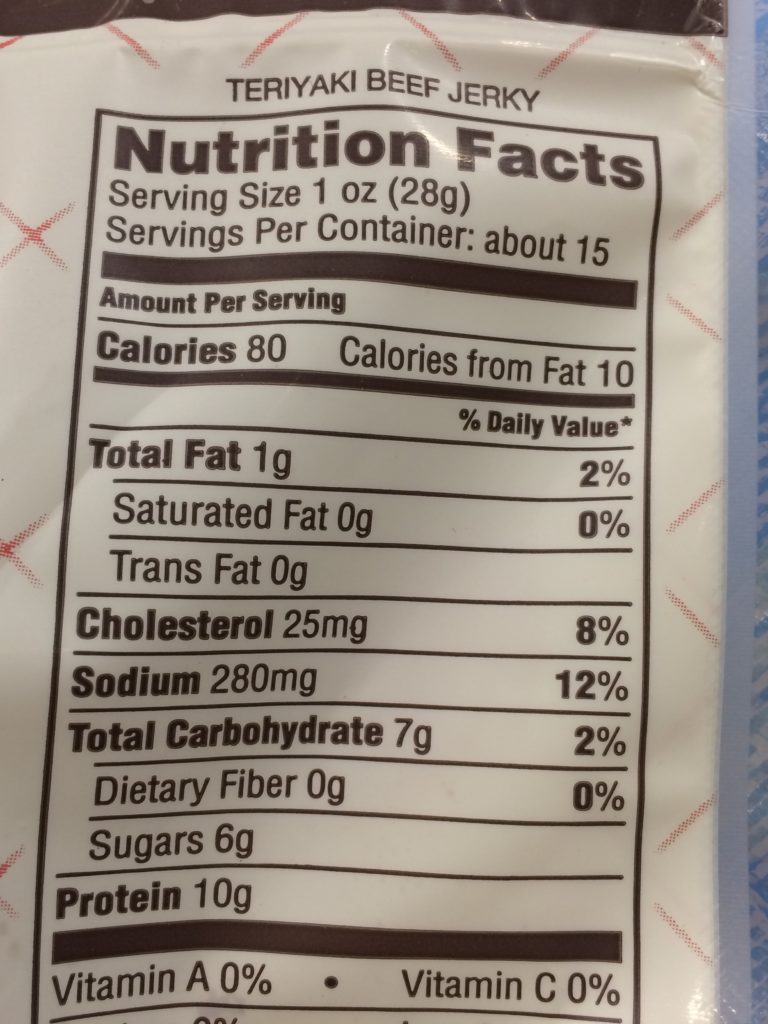 TERIYAKI BEEF JERKY
Nutrition Facts
Serving Size 1 oz (28g)
Servings Per Container: about 15
Amount Per Serving
Calories 80 Calories from Fat 10
% Daily Value*
Total Fat 1g 2%
Saturated Fat 0g 0%
Trans Fat 0g
Cholesterol 25mg 8%
Sodium 280mg 12%
Total Carbohydrate 7g 2%
Dietary Fiber 0g 0%
Sugars 6g
Protein 10g
Vitamin A 0% • Vitamin C 0%